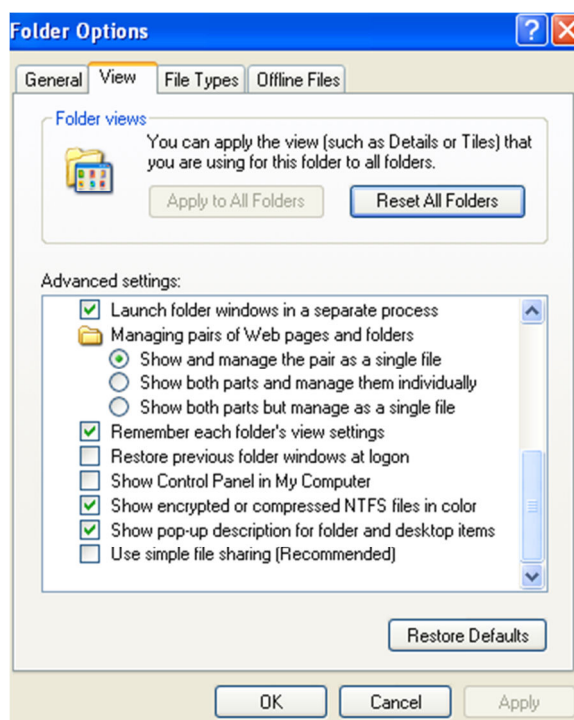 Folder Options
General View File Types Offline Files
Folder views
You can apply the view (such as Details or Tiles) that
you are using for this folder to all folders.
Apply to All Folders Reset All Folders
Advanced settings:
Launch folder windows in a separate process
Managing pairs of Web pages and folders
Show and manage the pair as a single file
Show both parts and manage them individually
Show both parts but manage as a single file
Remember each folder's view settings
Restore previous folder windows at logon
Show Control Panel in My Computer
Show encrypted or compressed NTFS files in color
Show pop-up description for folder and desktop items
Use simple file sharing (Recommended)
Restore Defaults
OK Cancel Apply